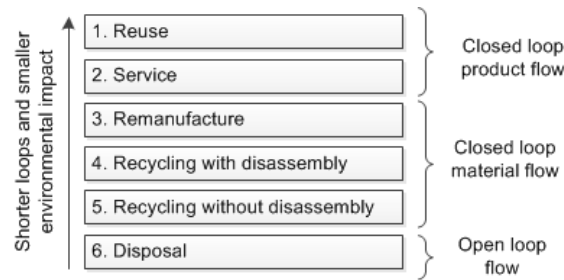 Shorter loops and smaller
environmental impact
1. Reuse
2. Service
3. Remanufacture
4. Recycling with disassembly
5. Recycling without disassembly
6. Disposal
Closed loop
product flow
Closed loop
material flow
Open loop
flow